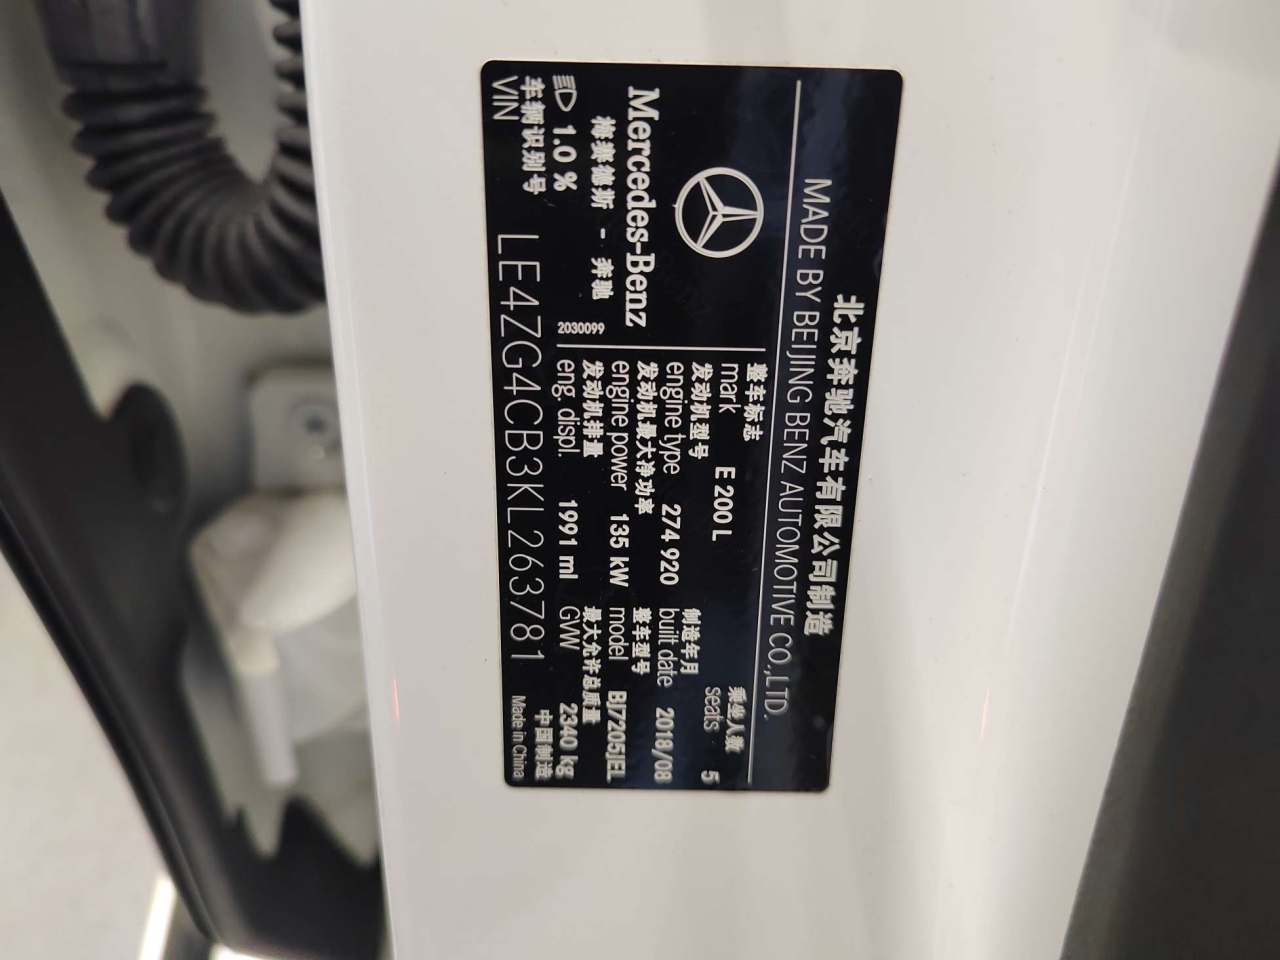 北京奔驰汽车有限公司制造
MADE BY BEIJING BENZ AUTOMOTIVE CO.,LTD.
Mercedes-Benz
梅赛德斯 - 奔驰
1.0 %
2030099
整车标志
mark E 200 L
乘坐人数
seats 5
发动机型号
engine type 274 920
制造年月
built date 2018/08
发动机最大净功率
engine power 135 kW
整车型号
model BJ7205JEL
发动机排量
eng. displ. 1991 ml
最大允许总质量
GW 2340 kg
车辆识别号
VIN LE4ZG4CB3KL263781
中国制造
Made in China